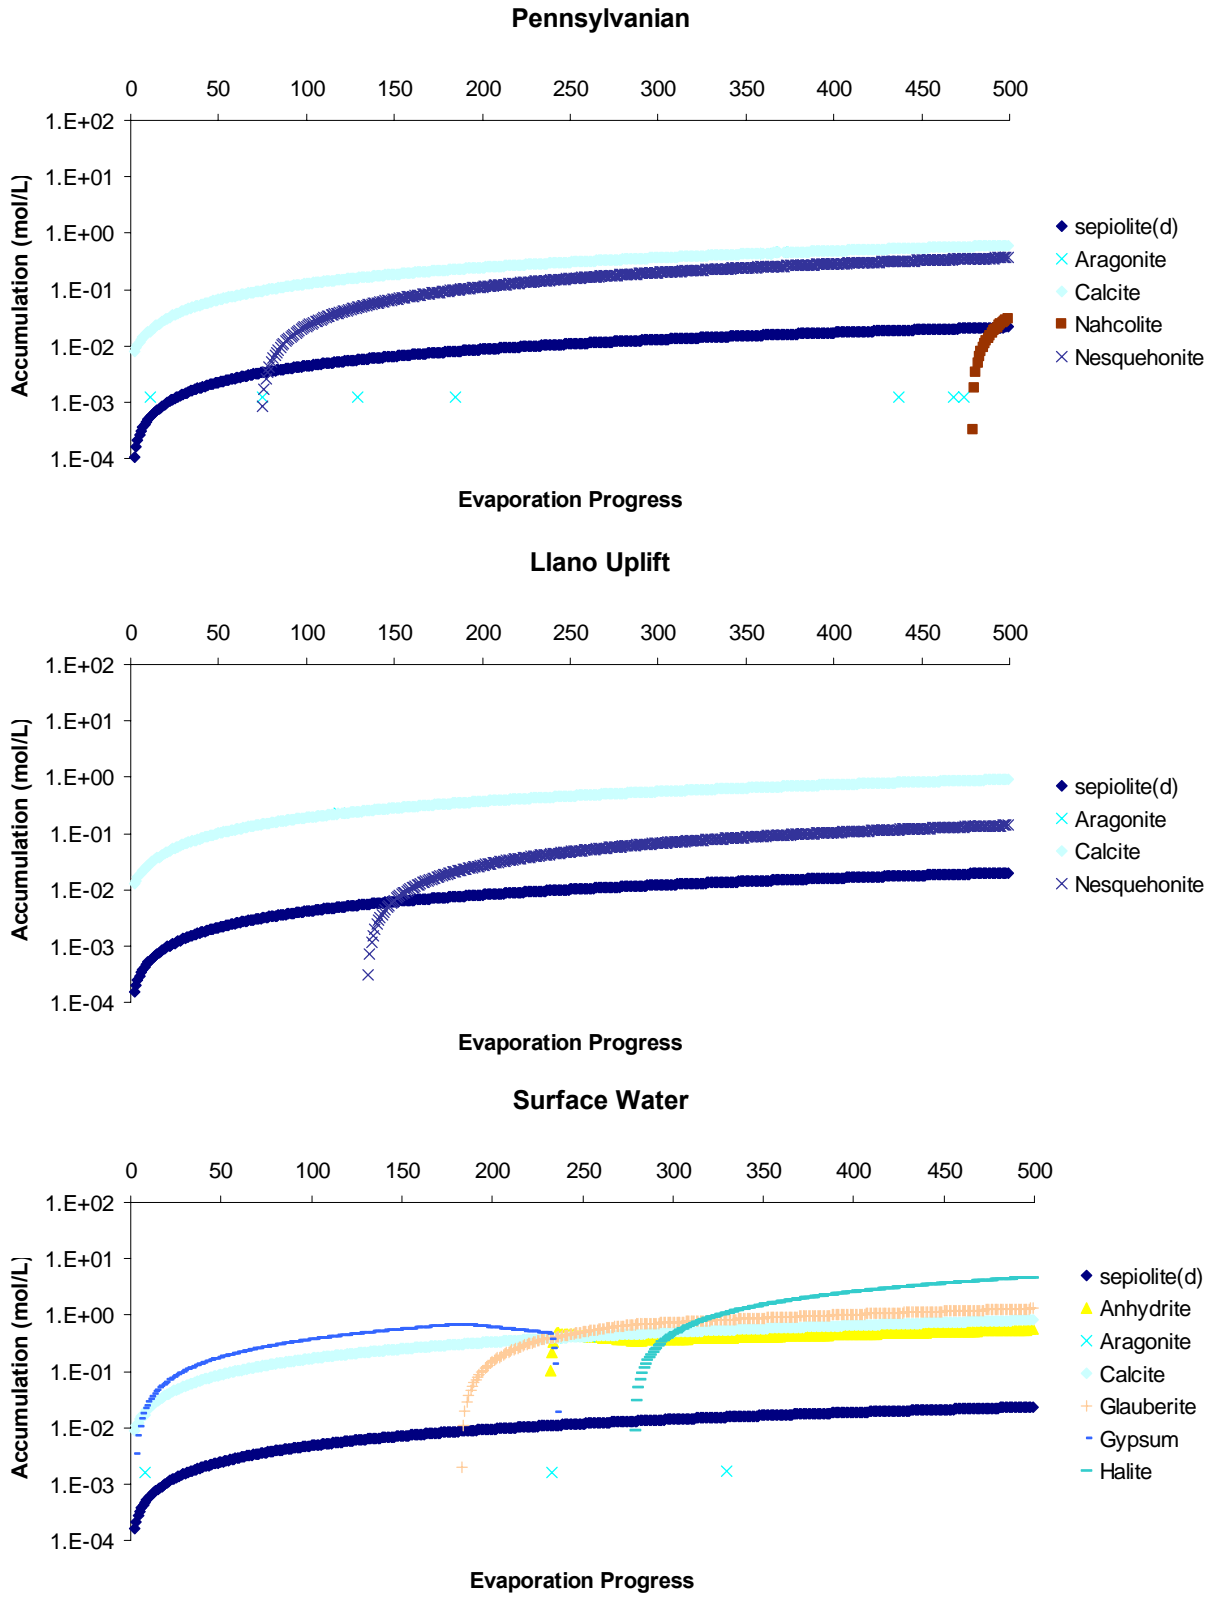 Pennsylvanian
0 50 100 150 200 250 300 350 400 450 500
1.E+02
1.E+01
1.E+00
1.E-01
1.E-02
1.E-03
1.E-04
Accumulation (mol/L)
sepiolite(d)
Aragonite
Calcite
Nahcolite
Nesquehonite
Evaporation Progress
Llano Uplift
0 50 100 150 200 250 300 350 400 450 500
1.E+02
1.E+01
1.E+00
1.E-01
1.E-02
1.E-03
1.E-04
Accumulation (mol/L)
sepiolite(d)
Aragonite
Calcite
Nesquehonite
Evaporation Progress
Surface Water
0 50 100 150 200 250 300 350 400 450 500
1.E+02
1.E+01
1.E+00
1.E-01
1.E-02
1.E-03
1.E-04
Accumulation (mol/L)
sepiolite(d)
Anhydrite
Aragonite
Calcite
Glauberite
Gypsum
Halite
Evaporation Progress